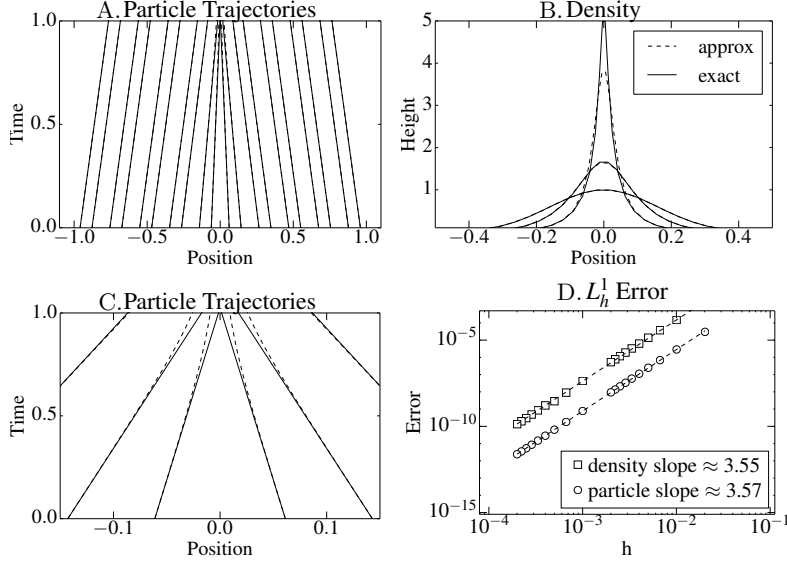 A. Particle Trajectories
1.0
0.5
0.0
Time
−1.0 −0.5 0.0 0.5 1.0
Position
B. Density
5
4
3
2
1
Height
approx
exact
−0.4 −0.2 0.0 0.2 0.4
Position
C. Particle Trajectories
1.0
0.5
0.0
Time
−0.1 0.0 0.1
Position
D. L_h^1 Error
10^−5
10^−10
10^−15
Error
density slope ≈ 3.55
particle slope ≈ 3.57
10^−4 10^−3 10^−2 10^−1
h